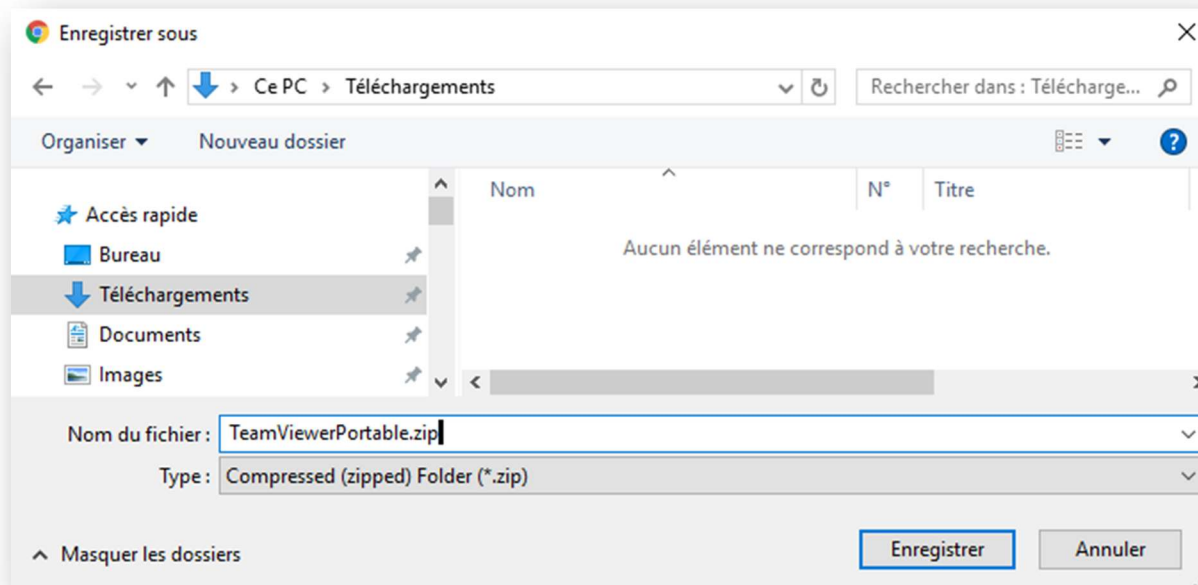 Enregistrer sous
Ce PC > Téléchargements
Rechercher dans : Télécharge...
Organiser
Nouveau dossier
?
Nom
N°
Titre
Accès rapide
Bureau
Téléchargements
Documents
Images
Aucun élément ne correspond à votre recherche.
Nom du fichier : TeamViewerPortable.zip
Type : Compressed (zipped) Folder (*.zip)
Masquer les dossiers
Enregistrer
Annuler